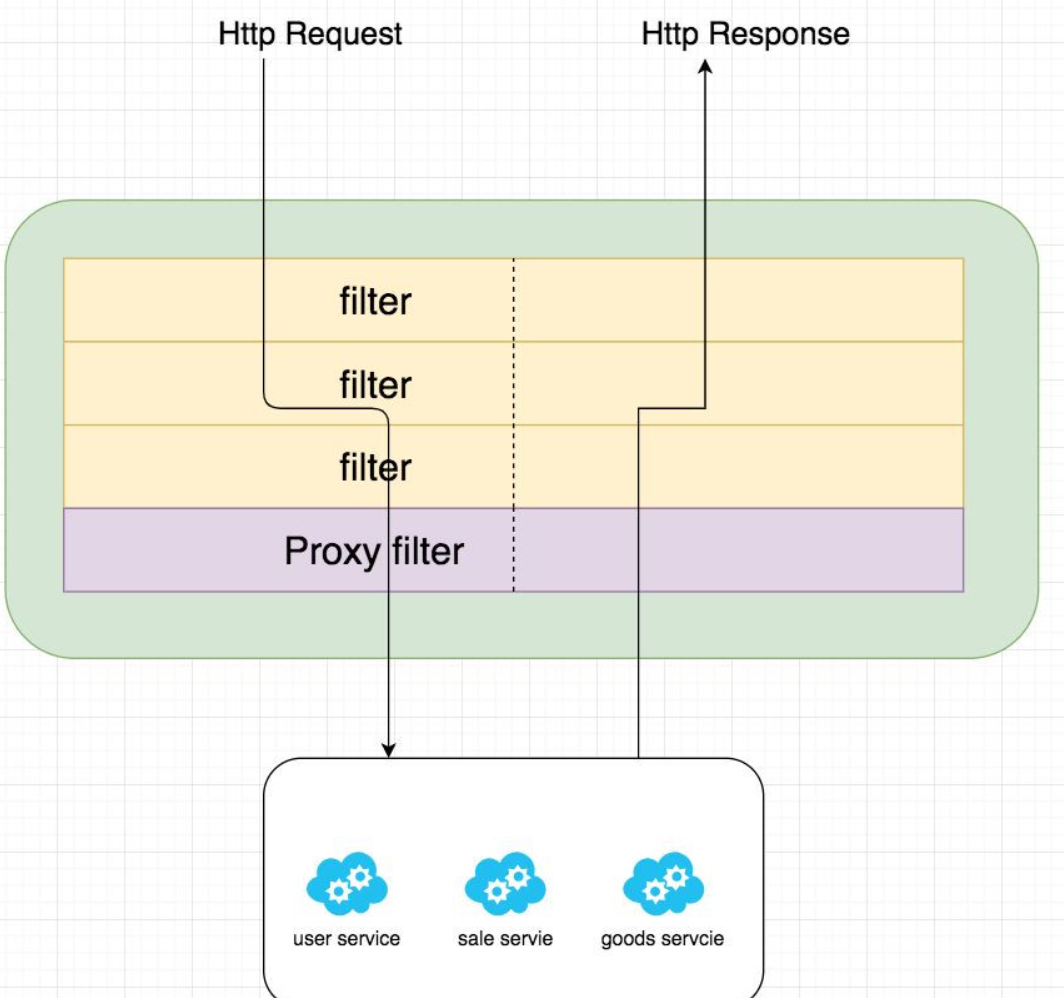 Http Request
Http Response
filter
filter
filter
Proxy filter
user service
sale servie
goods servcie